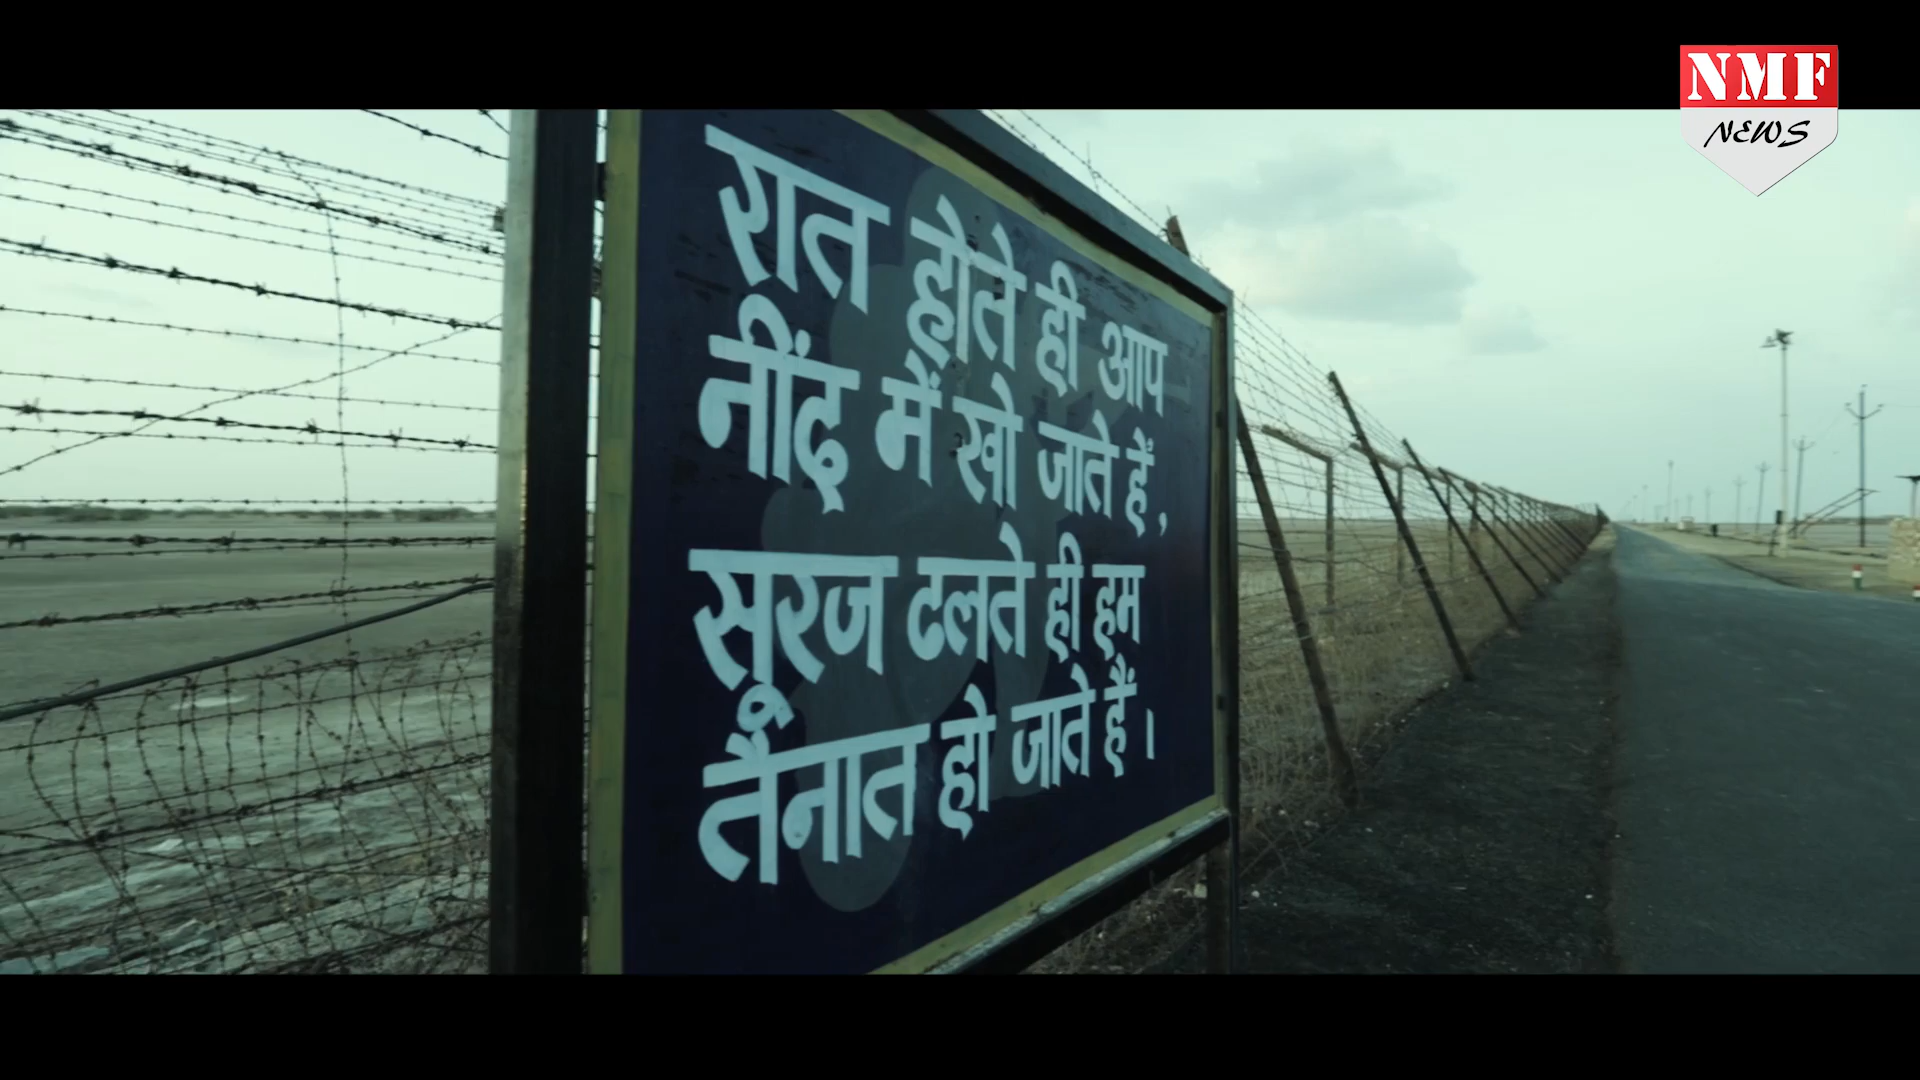 NMF
NEWS
रात होते ही आप
नींद में खो जाते हैं,
सूरज ढलते ही हम
तैनात हो जाते हैं।